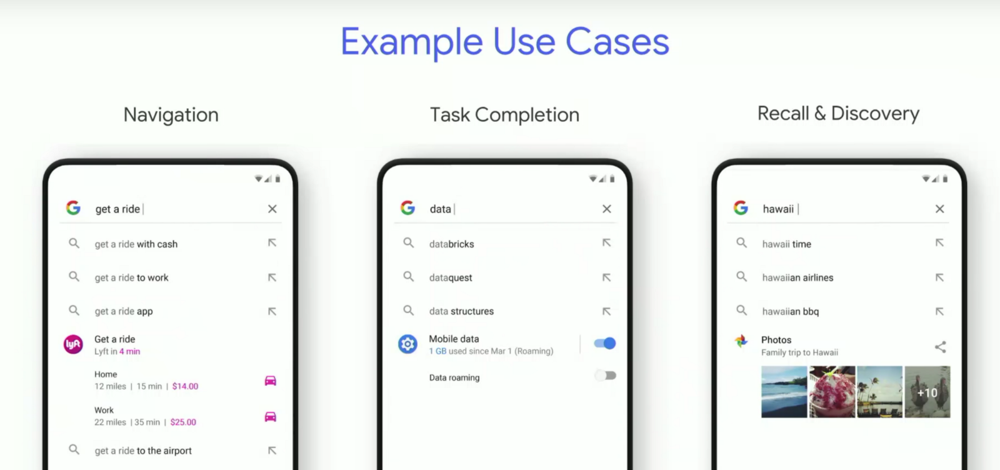 Example Use Cases
Navigation
get a ride
get a ride with cash
get a ride to work
get a ride app
lyft
Get a ride
Lyft in 4 min
Home
12 miles | 15 min | $14.00
Work
22 miles | 35 min | $25.00
get a ride to the airport
Task Completion
data
databricks
dataquest
data structures
Mobile data
1 GB used since Mar 1 (Roaming)
Data roaming
Recall & Discovery
hawaii
hawaii time
hawaiian airlines
hawaiian bbq
Photos
Family trip to Hawaii
+10